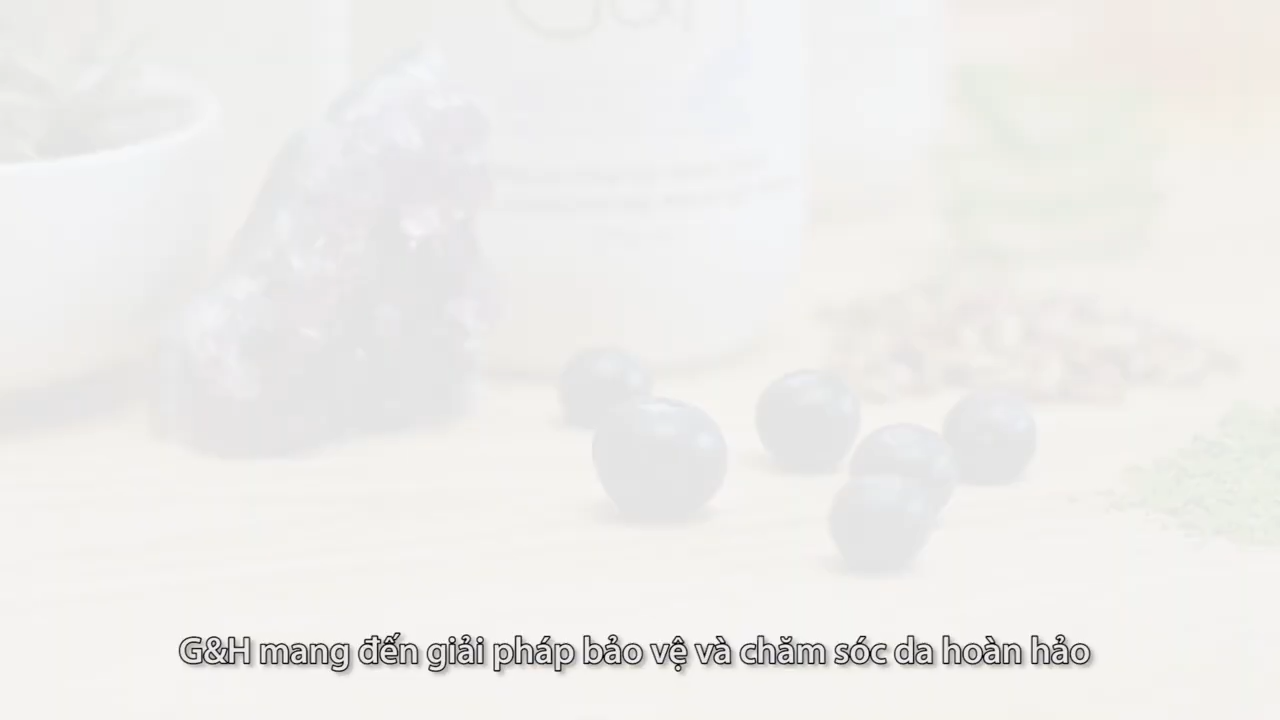 G&H mang đến giải pháp bảo vệ và chăm sóc da hoàn hảo